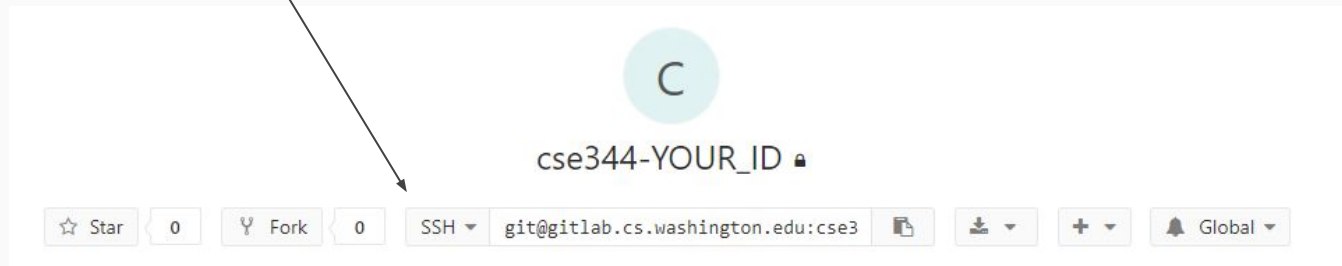 C
cse344-YOUR_ID
Star 0 Fork 0 SSH git@gitlab.cs.washington.edu:cse3 Global